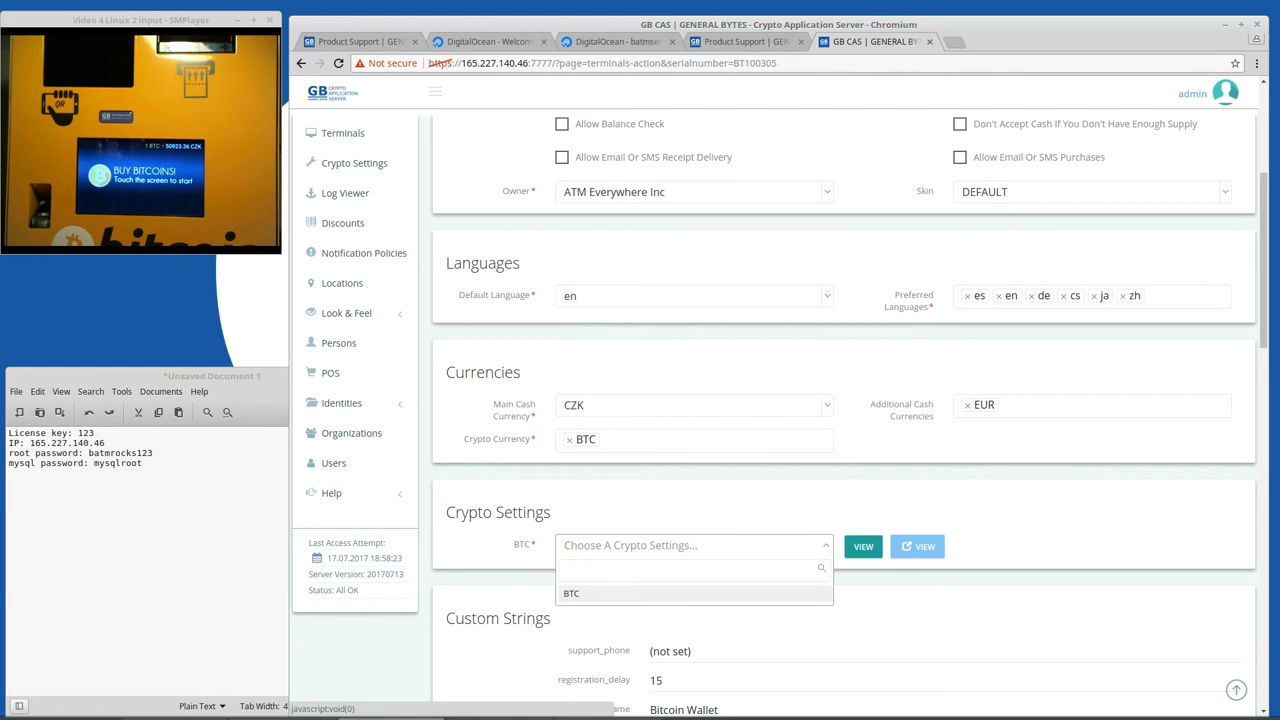 Video 4 Linux 2 input - SMPlayer
QR
1 BTC = 50923.36 CZK
BUY BITCOINS!
Touch the screen to start
bitcoin
*Unsaved Document 1
File Edit View Search Tools Documents Help
License key: 123
IP: 165.227.140.46
root password: batmrocks123
mysql password: mysqlroot
Plain Text Tab Width: 4
GB CAS | GENERAL BYTES - Crypto Application Server - Chromium
Product Support | GEN DigitalOcean - Welcom DigitalOcean - batmser Product Support | GEN GB CAS | GENERAL BY
Not secure https://165.227.140.46:7777/?page=terminals-action&serialnumber=BT100305
GB CRYPTO APPLICATION SERVER
admin
Terminals
Crypto Settings
Log Viewer
Discounts
Notification Policies
Locations
Look & Feel
Persons
POS
Identities
Organizations
Users
Help
Last Access Attempt:
17.07.2017 18:58:23
Server Version: 20170713
Status: All OK
Allow Balance Check Don't Accept Cash If You Don't Have Enough Supply
Allow Email Or SMS Receipt Delivery Allow Email Or SMS Purchases
Owner* ATM Everywhere Inc Skin DEFAULT
Languages
Default Language* en Preferred Languages* × es × en × de × cs × ja × zh
Currencies
Main Cash Currency* CZK Additional Cash Currencies × EUR
Crypto Currency* × BTC
Crypto Settings
BTC* Choose A Crypto Settings... VIEW VIEW
BTC
Custom Strings
support_phone (not set)
registration_delay 15
ame Bitcoin Wallet
javascript:void(0)